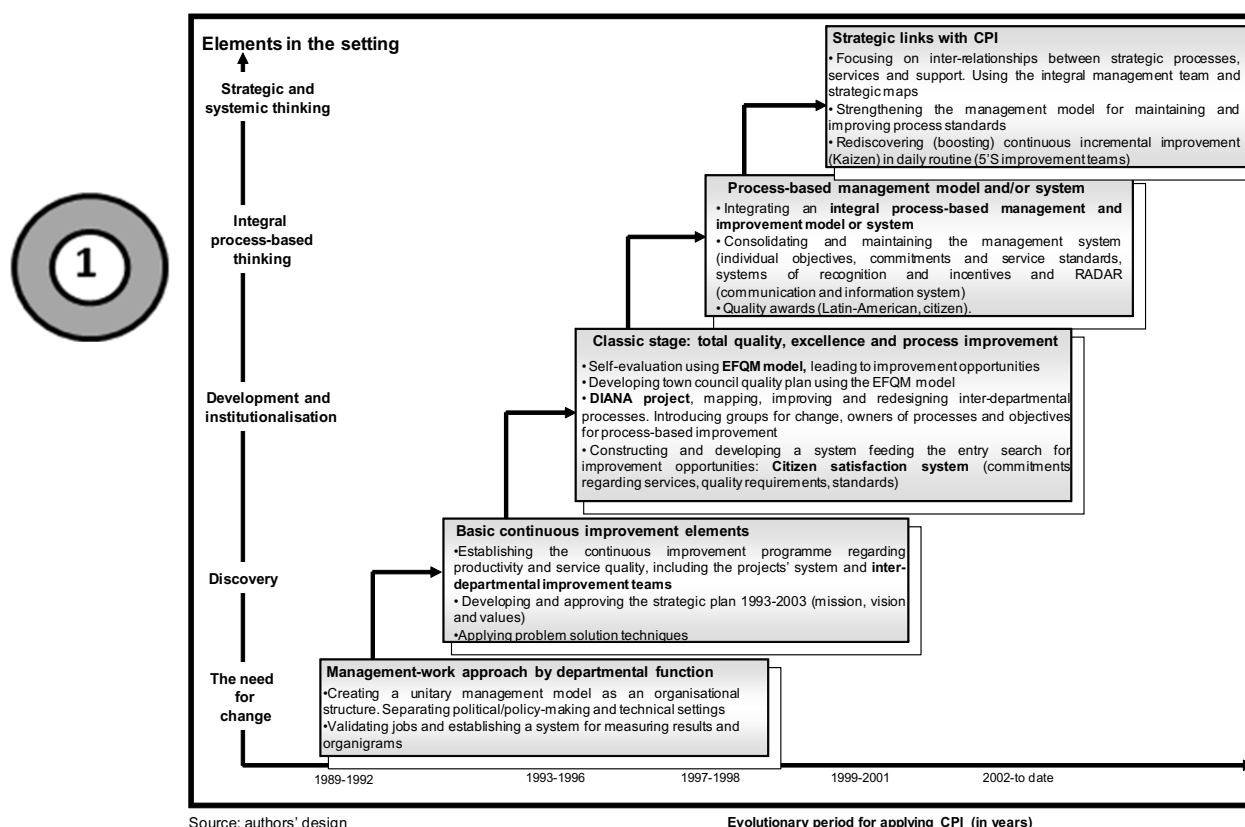 Elements in the setting
Strategic and
systemic thinking
Integral
process-based
thinking
Development and
institutionalisation
Discovery
The need
for
change
1
Strategic links with CPI
• Focusing on inter-relationships between strategic processes,
services and support. Using the integral management team and
strategic maps
• Strengthening the management model for maintaining and
improving process standards
• Rediscovering (boosting) continuous incremental improvement
(Kaizen) in daily routine (5'S improvement teams)
Process-based management model and/or system
• Integrating an integral process-based management and
improvement model or system
• Consolidating and maintaining the management system
(individual objectives, commitments and service standards,
systems of recognition and incentives and RADAR
(communication and information system)
• Quality awards (Latin-American, citizen).
Classic stage: total quality, excellence and process improvement
• Self-evaluation using EFQM model, leading to improvement opportunities
• Developing town council quality plan using the EFQM model
• DIANA project, mapping, improving and redesigning inter-departmental
processes. Introducing groups for change, owners of processes and objectives
for process-based improvement
• Constructing and developing a system feeding the entry search for
improvement opportunities: Citizen satisfaction system (commitments
regarding services, quality requirements, standards)
Basic continuous improvement elements
•Establishing the continuous improvement programme regarding
productivity and service quality, including the projects' system and inter-
departmental improvement teams
• Developing and approving the strategic plan 1993-2003 (mission, vision
and values)
•Applying problem solution techniques
Management-work approach by departmental function
•Creating a unitary management model as an organisational
structure. Separating political/policy-making and technical settings
•Validating jobs and establishing a system for measuring results and
organigrams
1989-1992
1993-1996
1997-1998
1999-2001
2002-to date
Source: authors' design
Evolutionary period for applying CPI (in years)